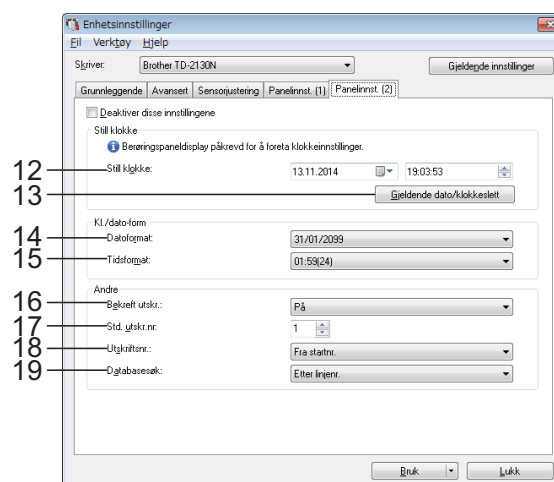 Enhetsinnstillinger
Fil Verktøy Hjelp
Skriver: Brother TD-2130N Gjeldende innstillinger
Grunnleggende Avansert Sensorjustering Panelinnst. (1) Panelinnst. (2)
Deaktiver disse innstillingene
Still klokke
Berøringspaneldisplay påkrevd for å foreta klokkeinnstillinger.
12 Still klokke: 13.11.2014 19:03:53
13 Gjeldende dato/klokkeslett
Kl./dato-form
14 Datoformat: 31/01/2099
15 Tidsformat: 01:59(24)
Andre
16 Bekreft utskr.: På
17 Std. utskr.nr: 1
18 Utskriftsnr.: Fra startnr.
19 Databasesøk: Etter linjenr.
Bruk Lukk